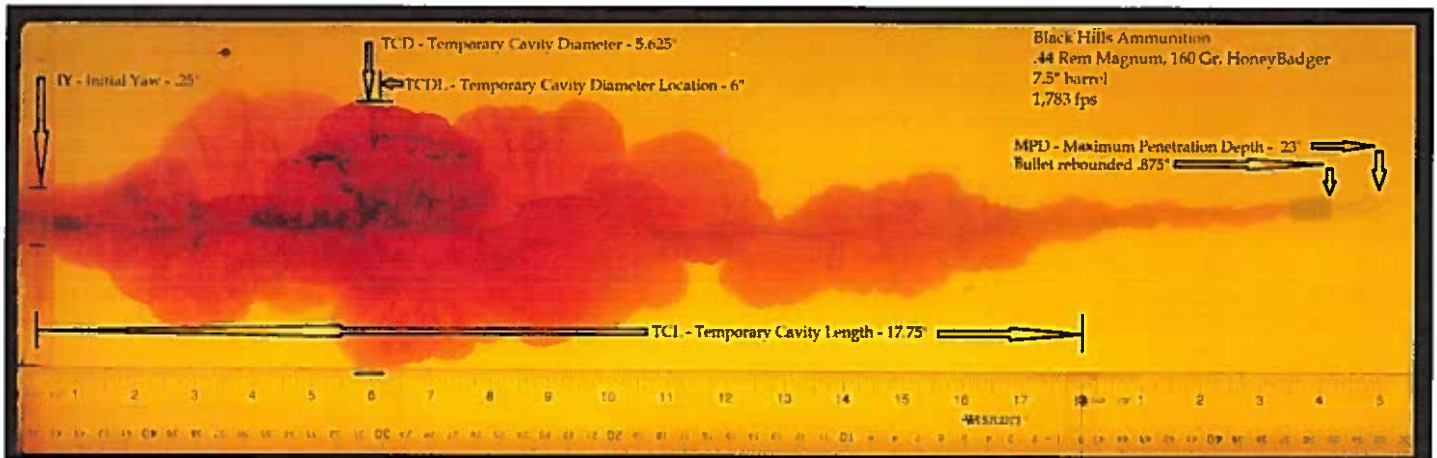 TCD - Temporary Cavity Diameter - 5.625"
TCDL - Temporary Cavity Diameter Location - 6"
IY - Initial Yaw - .25"
Black Hills Ammunition
.44 Rem Magnum, 160 Gr. HoneyBadger
7.5" barrel
1,783 fps
MPD - Maximum Penetration Depth - 23"
Bullet rebounded .875"
TCL - Temporary Cavity Length - 17.75"
1 2 3 4 5 6 7 8 9 10 11 12 13 14 15 16 17 18 1 2 3 4 5
WESTCOTT